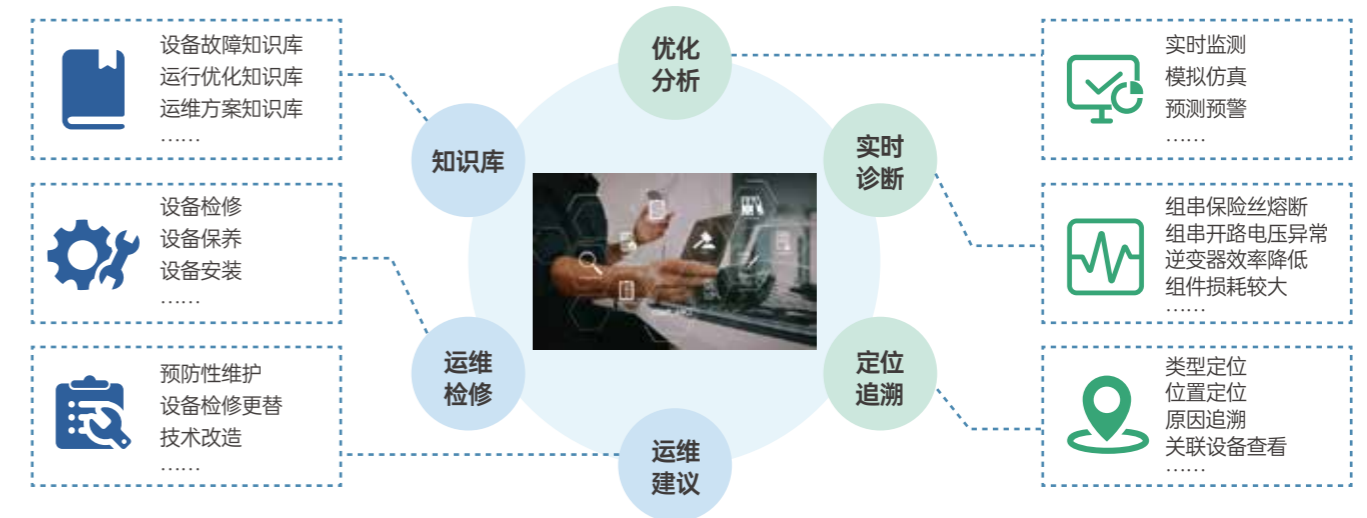 设备故障知识库
运行优化知识库
运维方案知识库
……
设备检修
设备保养
设备安装
……
预防性维护
设备检修更替
技术改造
……
知识库
运维
检修
优化
分析
运维
建议
实时
诊断
定位
追溯
实时监测
模拟仿真
预测预警
……
组串保险丝熔断
组串开路电压异常
逆变器效率降低
组件损耗较大
……
类型定位
位置定位
原因追溯
关联设备查看
……